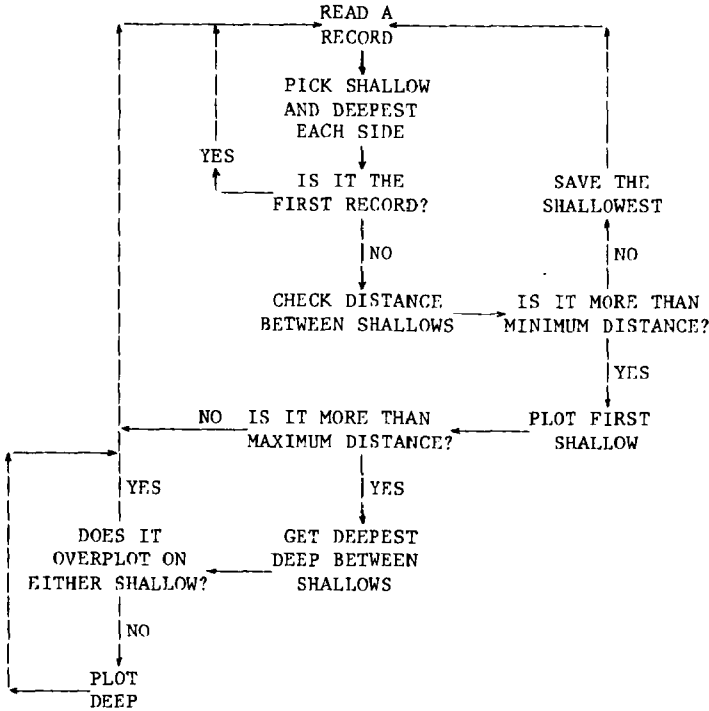 READ A
RECORD
PICK SHALLOW
AND DEEPEST
EACH SIDE
YES
IS IT THE
FIRST RECORD?
SAVE THE
SHALLOWEST
NO
NO
CHECK DISTANCE
BETWEEN SHALLOWS
IS IT MORE THAN
MINIMUM DISTANCE?
YES
PLOT FIRST
SHALLOW
NO
IS IT MORE THAN
MAXIMUM DISTANCE?
YES
YES
DOES IT
OVERPLOT ON
EITHER SHALLOW?
GET DEEPEST
DEEP BETWEEN
SHALLOWS
NO
PLOT
DEEP